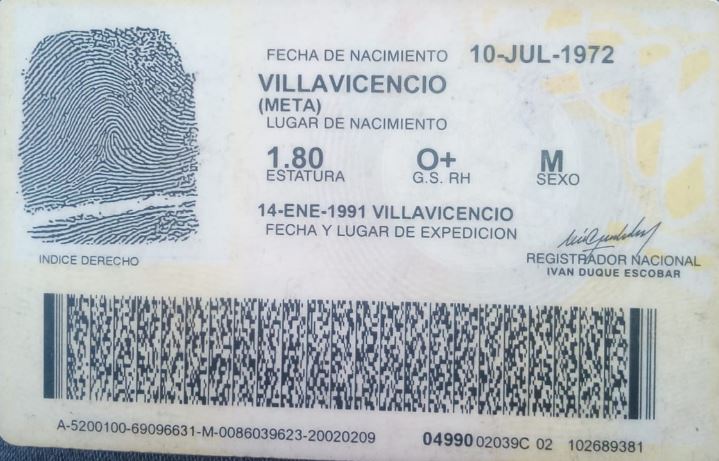 FECHA DE NACIMIENTO 10-JUL-1972
VILLAVICENCIO
(META)
LUGAR DE NACIMIENTO
1.80 O+ M
ESTATURA G.S. RH SEXO
14-ENE-1991 VILLAVICENCIO
FECHA Y LUGAR DE EXPEDICION
INDICE DERECHO
REGISTRADOR NACIONAL
IVAN DUQUE ESCOBAR
A-5200100-69096631-M-0086039623-20020209 04990 02039C 02 102689381